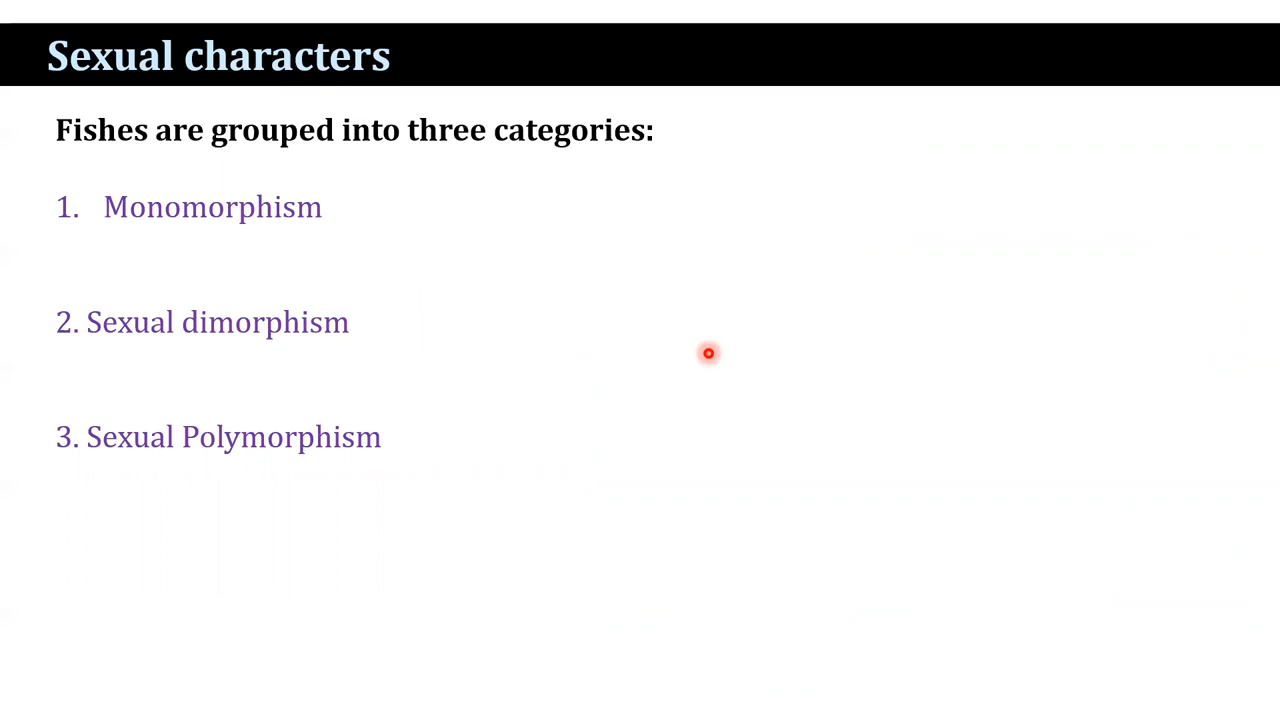 Sexual characters
Fishes are grouped into three categories:
1. Monomorphism
2. Sexual dimorphism
3. Sexual Polymorphism